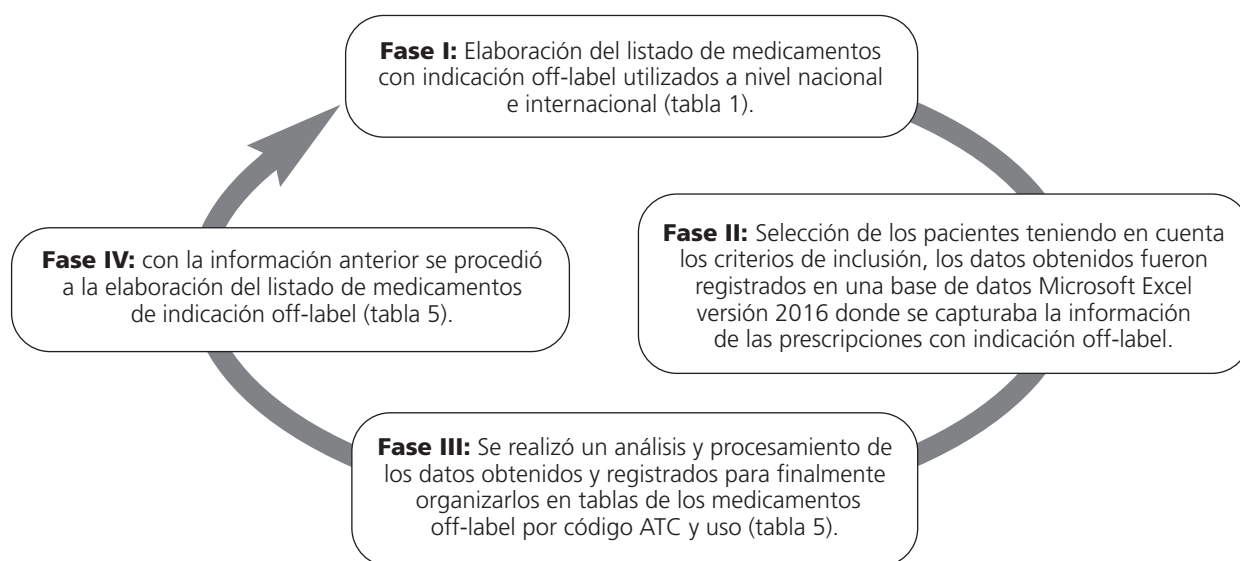 Fase I: Elaboración del listado de medicamentos
con indicación off-label utilizados a nivel nacional
e internacional (tabla 1).
Fase II: Selección de los pacientes teniendo en cuenta
los criterios de inclusión, los datos obtenidos fueron
registrados en una base de datos Microsoft Excel
versión 2016 donde se capturaba la información
de las prescripciones con indicación off-label.
Fase III: Se realizó un análisis y procesamiento de
los datos obtenidos y registrados para finalmente
organizarlos en tablas de los medicamentos
off-label por código ATC y uso (tabla 5).
Fase IV: con la información anterior se procedió
a la elaboración del listado de medicamentos
de indicación off-label (tabla 5).